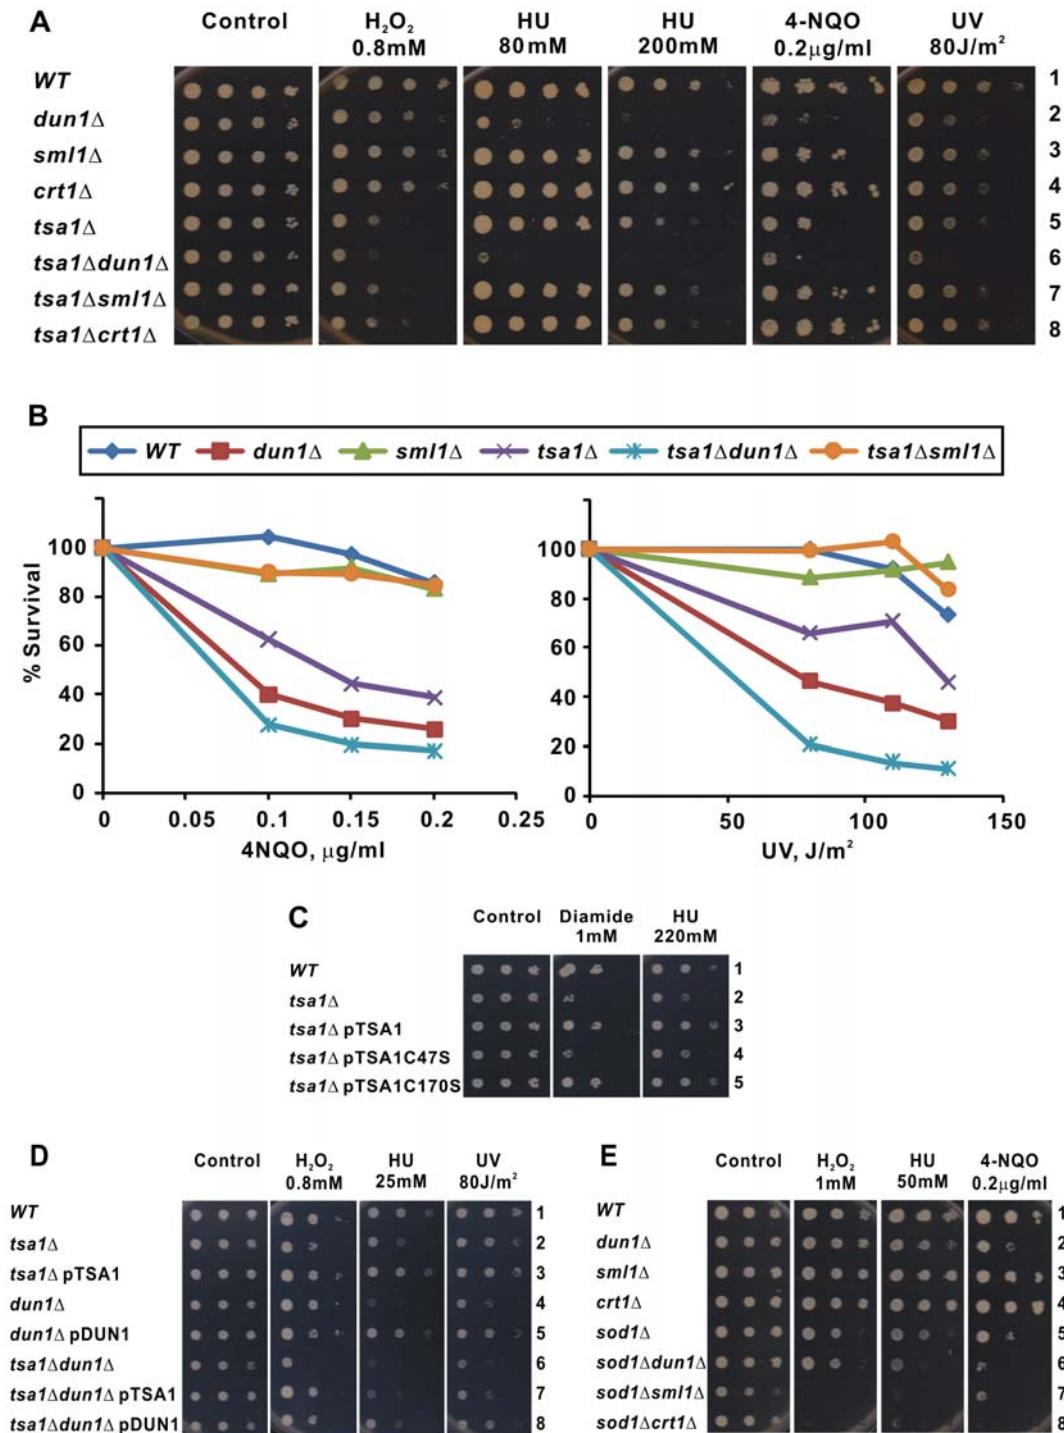 A
Control
H₂O₂ 0.8mM
HU 80mM
HU 200mM
4-NQO 0.2μg/ml
UV 80J/m²
WT 1
dun1Δ 2
sml1Δ 3
crt1Δ 4
tsa1Δ 5
tsa1Δdun1Δ 6
tsa1Δsml1Δ 7
tsa1Δcrt1Δ 8
B
WT dun1Δ sml1Δ tsa1Δ tsa1Δdun1Δ tsa1Δsml1Δ
% Survival
100
80
60
40
20
0
0 0.05 0.1 0.15 0.2 0.25
4NQO, μg/ml
100
80
60
40
20
0
0 50 100 150
UV, J/m²
C
Control
Diamide 1mM
HU 220mM
WT 1
tsa1Δ 2
tsa1Δ pTSA1 3
tsa1Δ pTSA1C47S 4
tsa1Δ pTSA1C170S 5
D
Control
H₂O₂ 0.8mM
HU 25mM
UV 80J/m²
WT 1
tsa1Δ 2
tsa1Δ pTSA1 3
dun1Δ 4
dun1Δ pDUN1 5
tsa1Δdun1Δ 6
tsa1Δdun1Δ pTSA1 7
tsa1Δdun1Δ pDUN1 8
E
Control
H₂O₂ 1mM
HU 50mM
4-NQO 0.2μg/ml
WT 1
dun1Δ 2
sml1Δ 3
crt1Δ 4
sod1Δ 5
sod1Δdun1Δ 6
sod1Δsml1Δ 7
sod1Δcrt1Δ 8